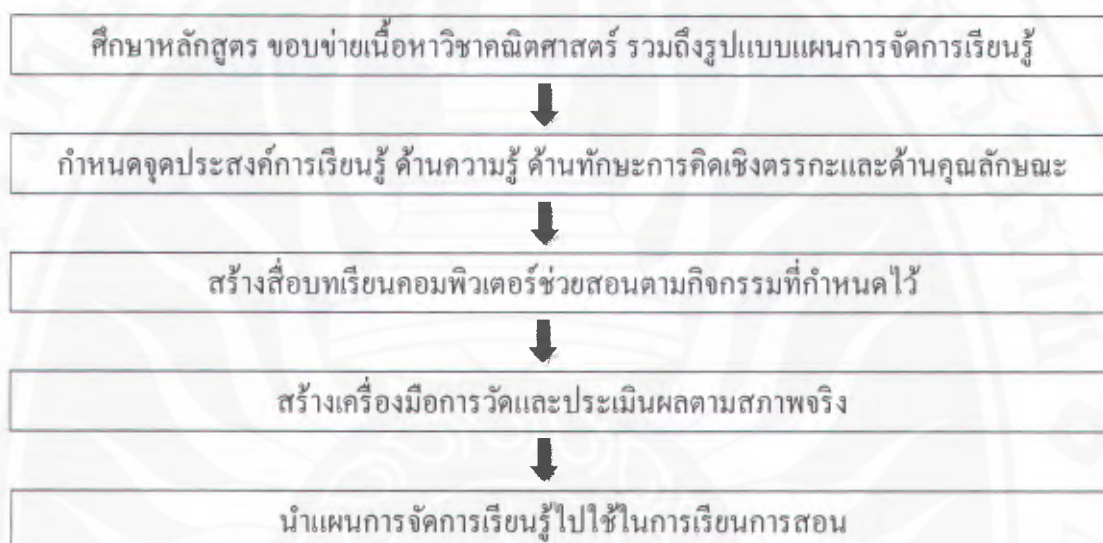 ศึกษาหลักสูตร ขอบข่ายเนื้อหาวิชาคณิตศาสตร์ รวมถึงรูปแบบแผนการจัดการเรียนรู้
กำหนดจุดประสงค์การเรียนรู้ ด้านความรู้ ด้านทักษะการคิดเชิงตรรกะและด้านคุณลักษณะ
สร้างสื่อบทเรียนคอมพิวเตอร์ช่วยสอนตามกิจกรรมที่กำหนดไว้
สร้างเครื่องมือการวัดและประเมินผลตามสภาพจริง
นำแผนการจัดการเรียนรู้ไปใช้ในการเรียนการสอน